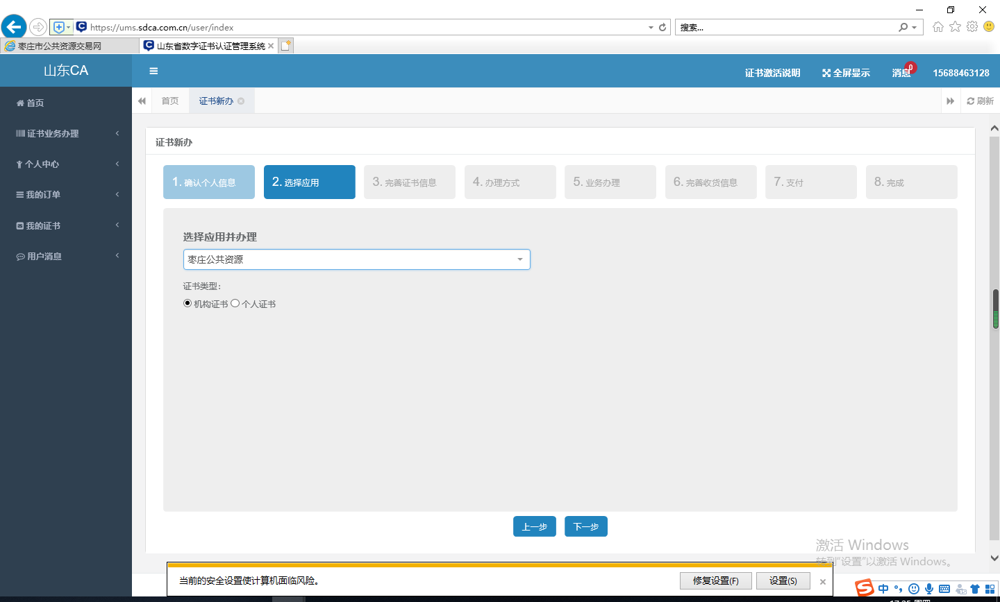 https://ums.sdca.com.cn/user/index
搜索...
枣庄市公共资源交易网
山东省数字证书认证管理系统
山东CA
证书激活说明
全屏显示
消息
0
15688463128
首页
证书业务办理
个人中心
我的订单
我的证书
用户消息
首页
证书新办
刷新
证书新办
1. 确认个人信息
2. 选择应用
3. 完善证书信息
4. 办理方式
5. 业务办理
6. 完善收货信息
7. 支付
8. 完成
选择应用并办理
枣庄公共资源
证书类型：
机构证书 个人证书
上一步
下一步
激活 Windows
转到"设置"以激活 Windows。
当前的安全设置使计算机面临风险。
修复设置(F)
设置(S)
中